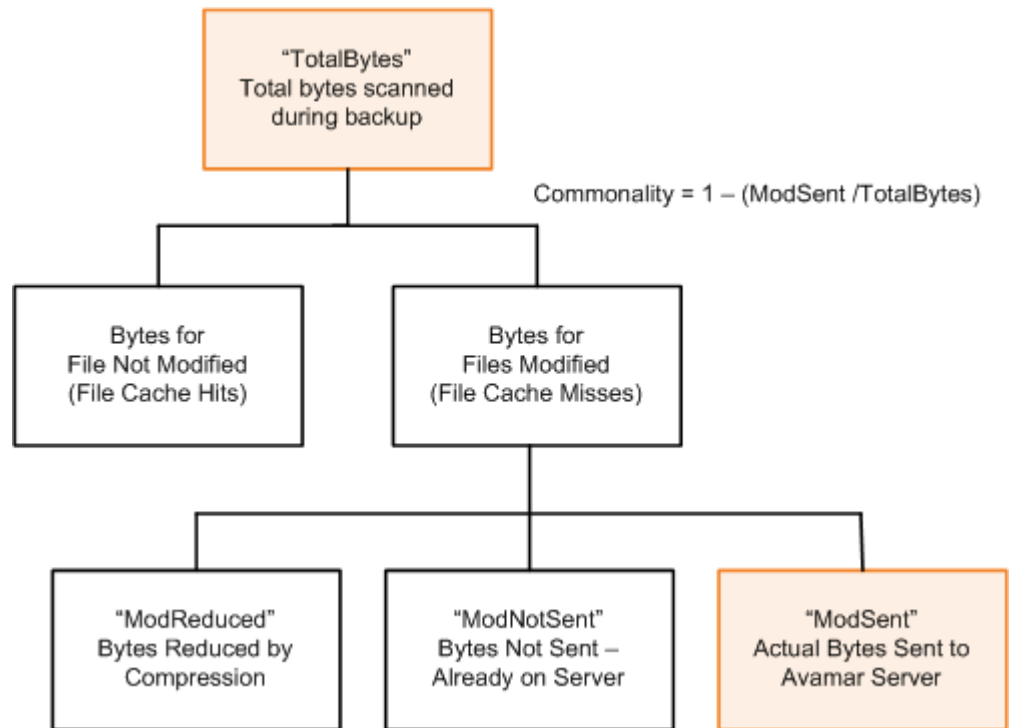 “TotalBytes”
Total bytes scanned
during backup
Commonality = 1 – (ModSent /TotalBytes)
Bytes for
File Not Modified
(File Cache Hits)
Bytes for
Files Modified
(File Cache Misses)
“ModReduced”
Bytes Reduced by
Compression
“ModNotSent”
Bytes Not Sent –
Already on Server
“ModSent”
Actual Bytes Sent to
Avamar Server